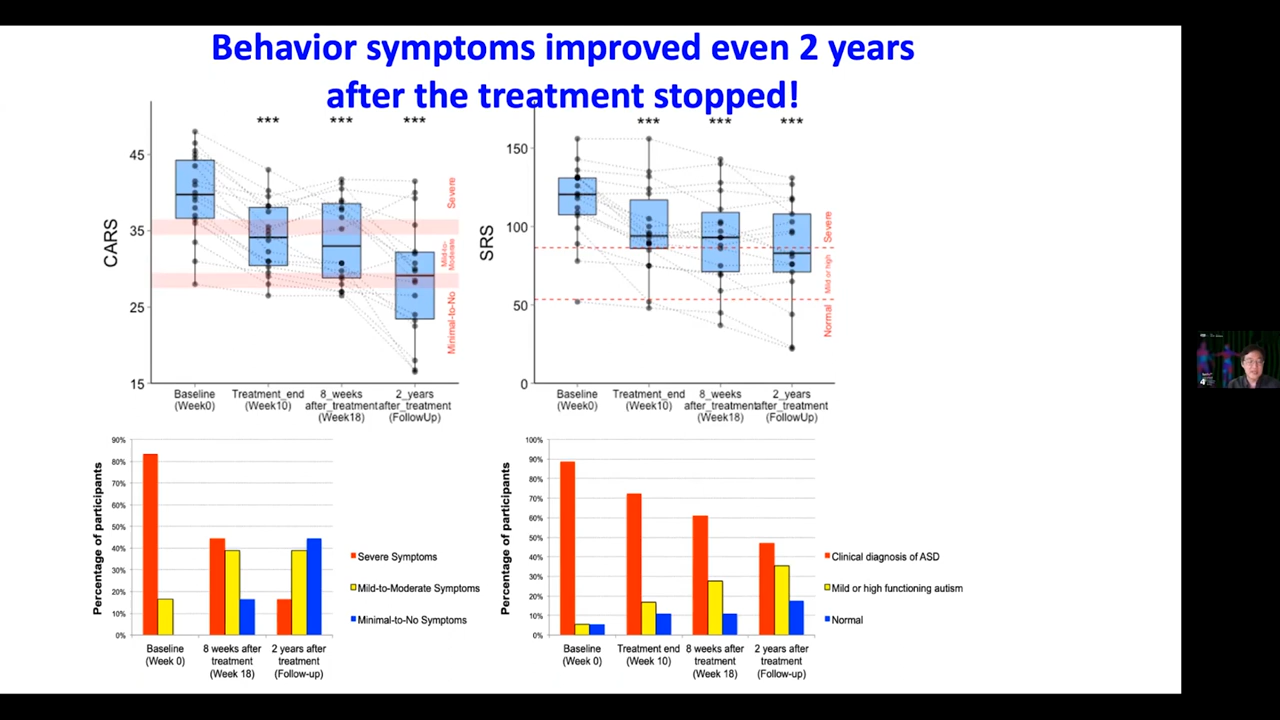 Behavior symptoms improved even 2 years
after the treatment stopped!
CARS
45
35
25
15
***
***
***
Severe
Mild-to-
Moderate
Minimal-to-No
Baseline
(Week0)
Treatment_end
(Week10)
8_weeks
after_treatment
(Week18)
2_years
after_treatment
(FollowUp)
SRS
150
100
50
0
***
***
***
Severe
Mild or high
Normal
Baseline
(Week0)
Treatment_end
(Week10)
8_weeks
after_treatment
(Week18)
2_years
after_treatment
(FollowUp)
Percentage of participants
90%
80%
70%
60%
50%
40%
30%
20%
10%
0%
Baseline
(Week 0)
8 weeks after
treatment
(Week 18)
2 years after
treatment
(Follow-up)
Severe Symptoms
Mild-to-Moderate Symptoms
Minimal-to-No Symptoms
Percentage of participants
100%
90%
80%
70%
60%
50%
40%
30%
20%
10%
0%
Baseline
(Week 0)
Treatment end
(Week 10)
8 weeks after
treatment
(Week 18)
2 years after
treatment
(Follow-up)
Clinical diagnosis of ASD
Mild or high functioning autism
Normal